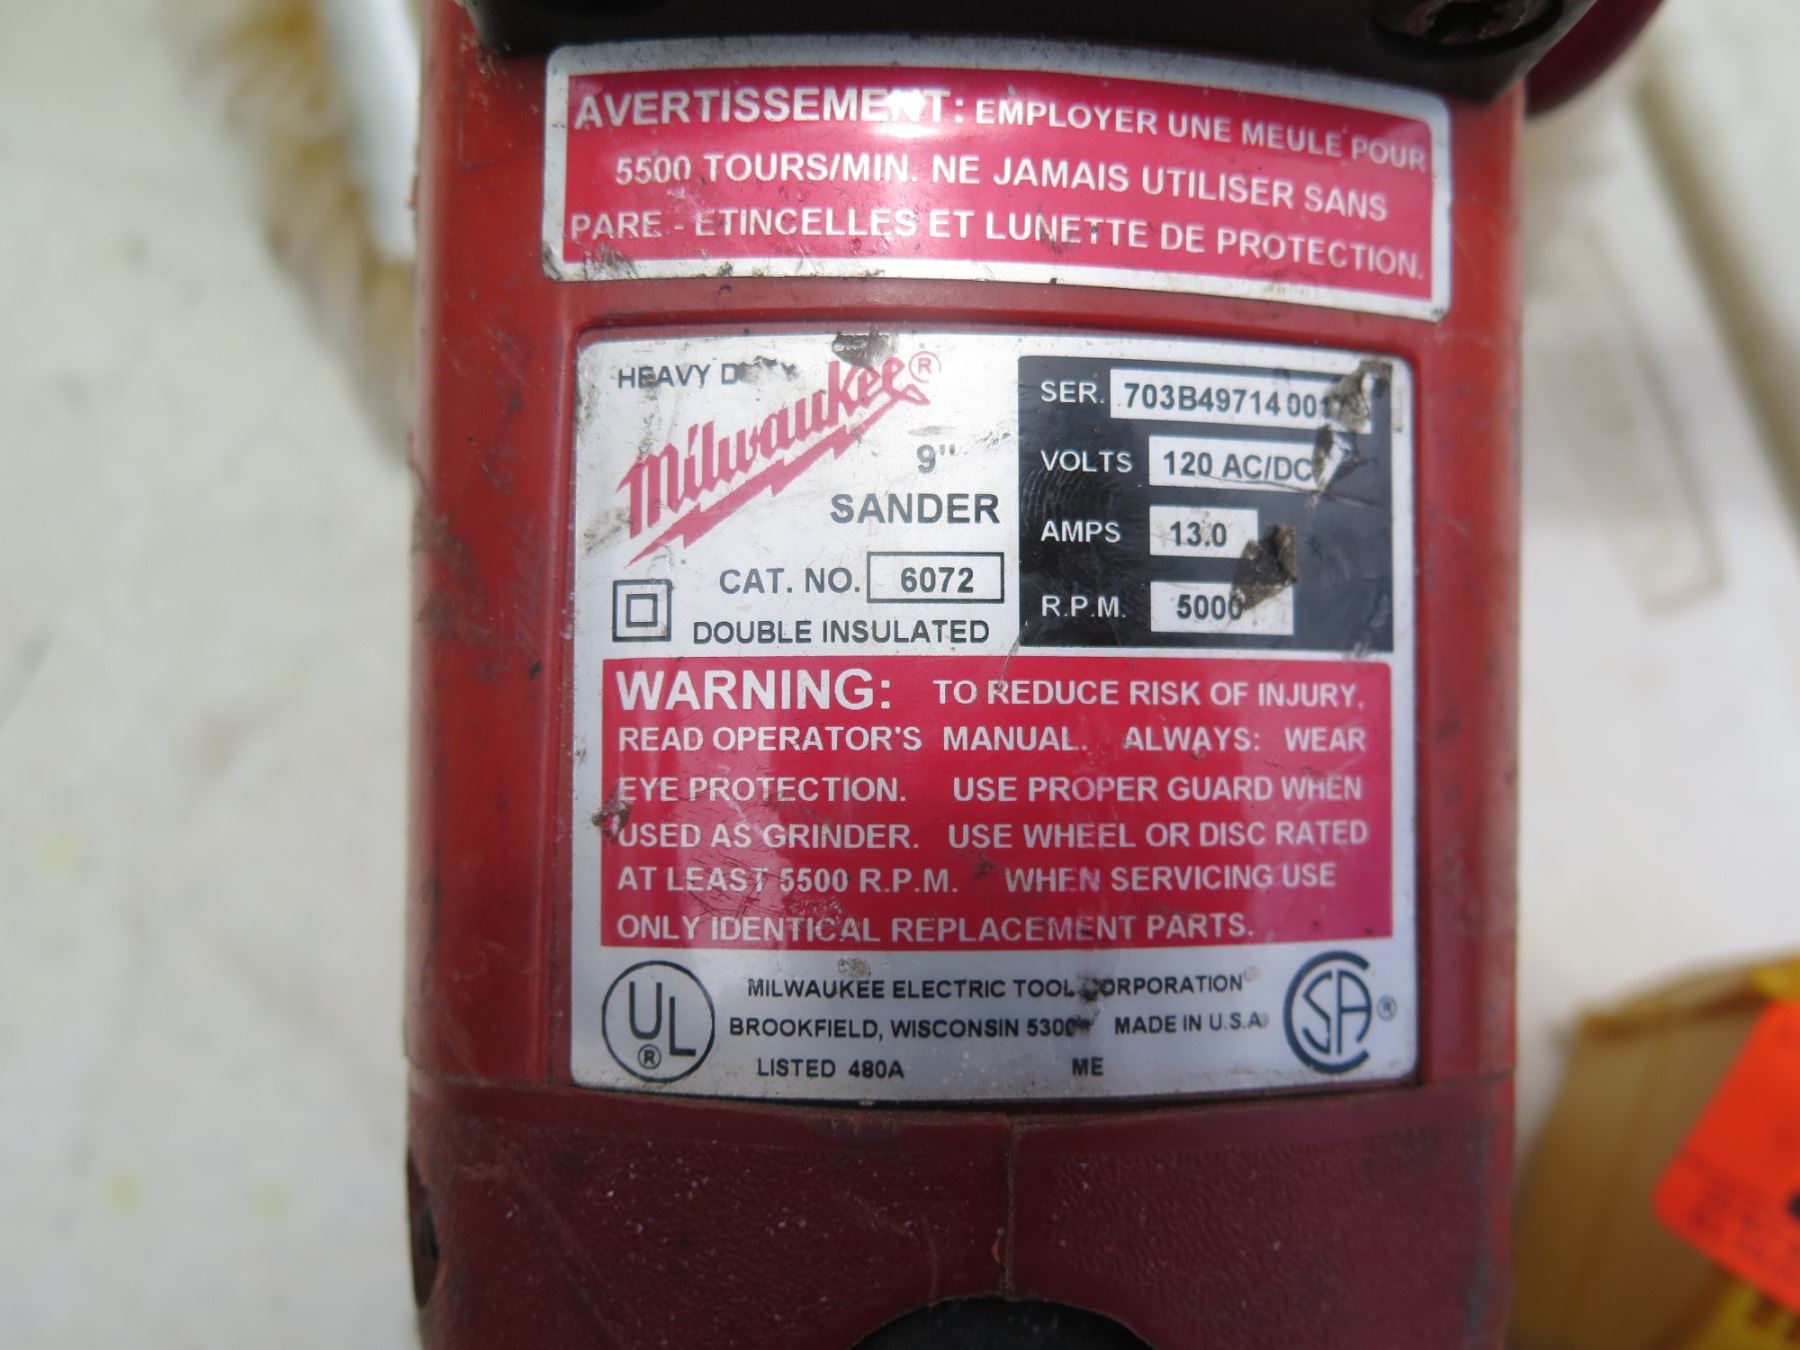 AVERTISSEMENT: EMPLOYER UNE MEULE POUR
5500 TOURS/MIN. NE JAMAIS UTILISER SANS
PARE - ETINCELLES ET LUNETTE DE PROTECTION.
HEAVY
Milwaukee®
9"
SANDER
CAT. NO. 6072
DOUBLE INSULATED
SER.
VOLTS 120 AC/DC
AMPS 13.0
R.P.M. 5000
WARNING: TO REDUCE RISK OF INJURY,
READ OPERATOR'S MANUAL. ALWAYS: WEAR
EYE PROTECTION. USE PROPER GUARD WHEN
USED AS GRINDER. USE WHEEL OR DISC RATED
AT LEAST 5500 R.P.M. WHEN SERVICING USE
ONLY IDENTICAL REPLACEMENT PARTS.
UL®
MILWAUKEE ELECTRIC TOOL CORPORATION
BROOKFIELD, WISCONSIN MADE IN U.S.A
LISTED 480A ME
CSA®